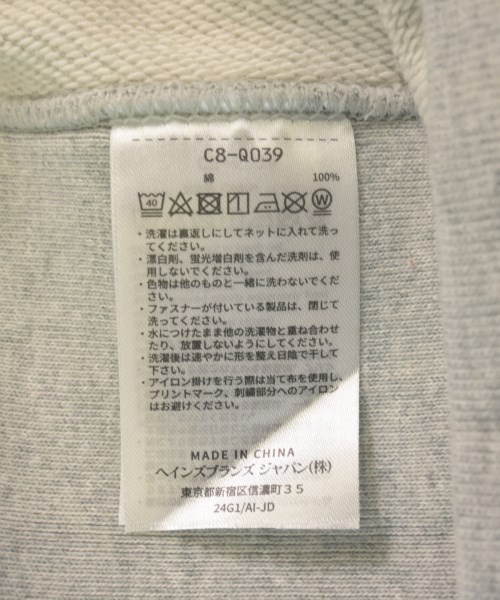 C8-Q039
綿 100%
40 W
・洗濯は裏返しにしてネットに入れて洗っ
てください。
・漂白剤、蛍光増白剤を含んだ洗剤は、使
用しないでください。
・色物は他のものと一緒に洗わないでくだ
さい。
・ファスナーが付いている製品は、閉じて
洗ってください。
・水につけたまま他の洗濯物と重ね合わせ
たり、放置しないようにしてください。
・洗濯後は速やかに形を整え日陰で干して
下さい。
・アイロン掛けを行う際は当て布を使用し、
プリントマーク、刺繍部分へのアイロン
はお避けください。
MADE IN CHINA
ヘインズブランズ ジャパン(株)
東京都新宿区信濃町３５
24G1/AI-JD